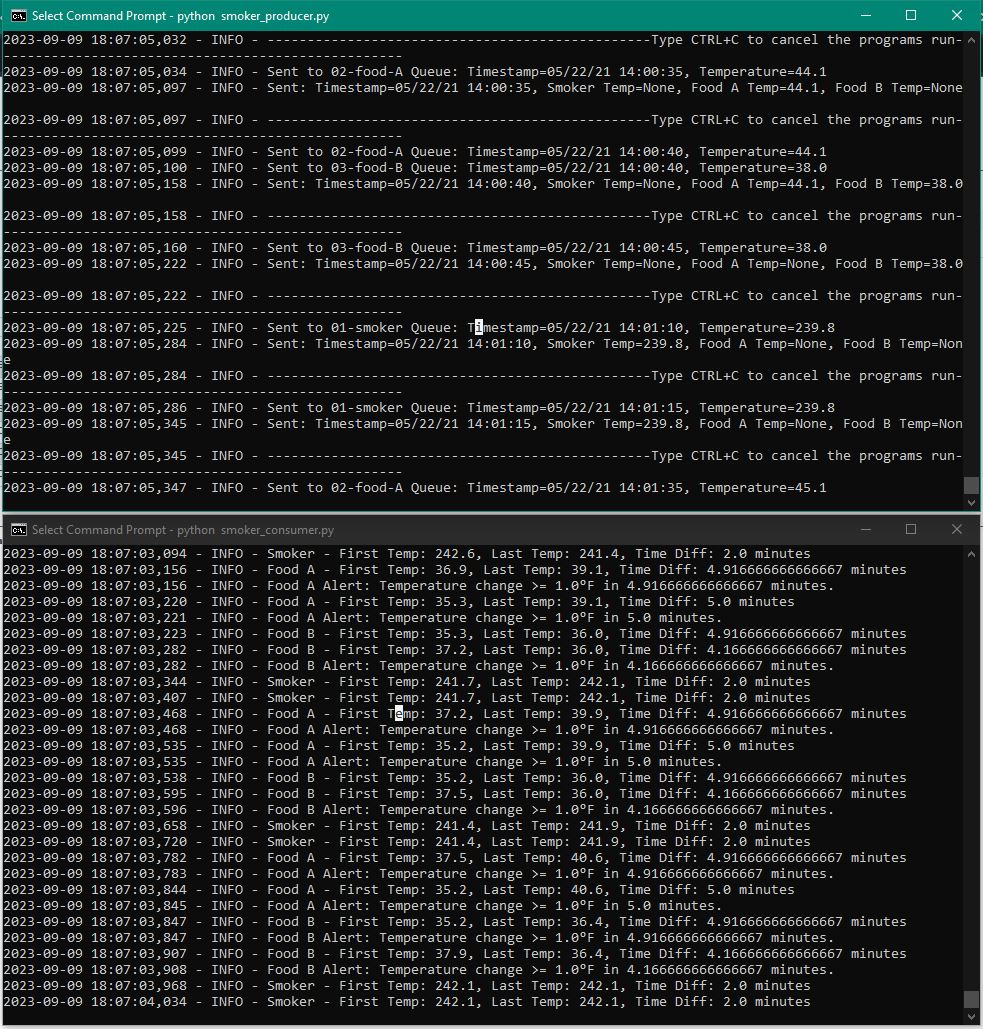 Select Command Prompt - python  smoker_producer.py
2023-09-09 18:07:05,032 - INFO - ------------------------------------------------Type CTRL+C to cancel the programs run-
--------------------------------------------------
2023-09-09 18:07:05,034 - INFO - Sent to 02-food-A Queue: Timestamp=05/22/21 14:00:35, Temperature=44.1
2023-09-09 18:07:05,097 - INFO - Sent: Timestamp=05/22/21 14:00:35, Smoker Temp=None, Food A Temp=44.1, Food B Temp=None
2023-09-09 18:07:05,097 - INFO - ------------------------------------------------Type CTRL+C to cancel the programs run-
--------------------------------------------------
2023-09-09 18:07:05,099 - INFO - Sent to 02-food-A Queue: Timestamp=05/22/21 14:00:40, Temperature=44.1
2023-09-09 18:07:05,100 - INFO - Sent to 03-food-B Queue: Timestamp=05/22/21 14:00:40, Temperature=38.0
2023-09-09 18:07:05,158 - INFO - Sent: Timestamp=05/22/21 14:00:40, Smoker Temp=None, Food A Temp=44.1, Food B Temp=38.0
2023-09-09 18:07:05,158 - INFO - ------------------------------------------------Type CTRL+C to cancel the programs run-
--------------------------------------------------
2023-09-09 18:07:05,160 - INFO - Sent to 03-food-B Queue: Timestamp=05/22/21 14:00:45, Temperature=38.0
2023-09-09 18:07:05,222 - INFO - Sent: Timestamp=05/22/21 14:00:45, Smoker Temp=None, Food A Temp=None, Food B Temp=38.0
2023-09-09 18:07:05,222 - INFO - ------------------------------------------------Type CTRL+C to cancel the programs run-
--------------------------------------------------
2023-09-09 18:07:05,225 - INFO - Sent to 01-smoker Queue: Timestamp=05/22/21 14:01:10, Temperature=239.8
2023-09-09 18:07:05,284 - INFO - Sent: Timestamp=05/22/21 14:01:10, Smoker Temp=239.8, Food A Temp=None, Food B Temp=Non
e
2023-09-09 18:07:05,284 - INFO - ------------------------------------------------Type CTRL+C to cancel the programs run-
--------------------------------------------------
2023-09-09 18:07:05,286 - INFO - Sent to 01-smoker Queue: Timestamp=05/22/21 14:01:15, Temperature=239.8
2023-09-09 18:07:05,345 - INFO - Sent: Timestamp=05/22/21 14:01:15, Smoker Temp=239.8, Food A Temp=None, Food B Temp=Non
e
2023-09-09 18:07:05,345 - INFO - ------------------------------------------------Type CTRL+C to cancel the programs run-
--------------------------------------------------
2023-09-09 18:07:05,347 - INFO - Sent to 02-food-A Queue: Timestamp=05/22/21 14:01:35, Temperature=45.1
Select Command Prompt - python  smoker_consumer.py
2023-09-09 18:07:03,094 - INFO - Smoker - First Temp: 242.6, Last Temp: 241.4, Time Diff: 2.0 minutes
2023-09-09 18:07:03,156 - INFO - Food A - First Temp: 36.9, Last Temp: 39.1, Time Diff: 4.916666666666667 minutes
2023-09-09 18:07:03,156 - INFO - Food A Alert: Temperature change >= 1.0°F in 4.916666666666667 minutes.
2023-09-09 18:07:03,220 - INFO - Food A - First Temp: 35.3, Last Temp: 39.1, Time Diff: 5.0 minutes
2023-09-09 18:07:03,221 - INFO - Food A Alert: Temperature change >= 1.0°F in 5.0 minutes.
2023-09-09 18:07:03,223 - INFO - Food B - First Temp: 35.3, Last Temp: 36.0, Time Diff: 4.916666666666667 minutes
2023-09-09 18:07:03,282 - INFO - Food B - First Temp: 37.2, Last Temp: 36.0, Time Diff: 4.166666666666667 minutes
2023-09-09 18:07:03,282 - INFO - Food B Alert: Temperature change >= 1.0°F in 4.166666666666667 minutes.
2023-09-09 18:07:03,344 - INFO - Smoker - First Temp: 241.7, Last Temp: 242.1, Time Diff: 2.0 minutes
2023-09-09 18:07:03,407 - INFO - Smoker - First Temp: 241.7, Last Temp: 242.1, Time Diff: 2.0 minutes
2023-09-09 18:07:03,468 - INFO - Food A - First Temp: 37.2, Last Temp: 39.9, Time Diff: 4.916666666666667 minutes
2023-09-09 18:07:03,468 - INFO - Food A Alert: Temperature change >= 1.0°F in 4.916666666666667 minutes.
2023-09-09 18:07:03,535 - INFO - Food A - First Temp: 35.2, Last Temp: 39.9, Time Diff: 5.0 minutes
2023-09-09 18:07:03,535 - INFO - Food A Alert: Temperature change >= 1.0°F in 5.0 minutes.
2023-09-09 18:07:03,538 - INFO - Food B - First Temp: 35.2, Last Temp: 36.0, Time Diff: 4.916666666666667 minutes
2023-09-09 18:07:03,595 - INFO - Food B - First Temp: 37.5, Last Temp: 36.0, Time Diff: 4.166666666666667 minutes
2023-09-09 18:07:03,596 - INFO - Food B Alert: Temperature change >= 1.0°F in 4.166666666666667 minutes.
2023-09-09 18:07:03,658 - INFO - Smoker - First Temp: 241.4, Last Temp: 241.9, Time Diff: 2.0 minutes
2023-09-09 18:07:03,720 - INFO - Smoker - First Temp: 241.4, Last Temp: 241.9, Time Diff: 2.0 minutes
2023-09-09 18:07:03,782 - INFO - Food A - First Temp: 37.5, Last Temp: 40.6, Time Diff: 4.916666666666667 minutes
2023-09-09 18:07:03,783 - INFO - Food A Alert: Temperature change >= 1.0°F in 4.916666666666667 minutes.
2023-09-09 18:07:03,844 - INFO - Food A - First Temp: 35.2, Last Temp: 40.6, Time Diff: 5.0 minutes
2023-09-09 18:07:03,845 - INFO - Food A Alert: Temperature change >= 1.0°F in 5.0 minutes.
2023-09-09 18:07:03,847 - INFO - Food B - First Temp: 35.2, Last Temp: 36.4, Time Diff: 4.916666666666667 minutes
2023-09-09 18:07:03,847 - INFO - Food B Alert: Temperature change >= 1.0°F in 4.916666666666667 minutes.
2023-09-09 18:07:03,907 - INFO - Food B - First Temp: 37.9, Last Temp: 36.4, Time Diff: 4.166666666666667 minutes
2023-09-09 18:07:03,908 - INFO - Food B Alert: Temperature change >= 1.0°F in 4.166666666666667 minutes.
2023-09-09 18:07:03,968 - INFO - Smoker - First Temp: 242.1, Last Temp: 242.1, Time Diff: 2.0 minutes
2023-09-09 18:07:04,034 - INFO - Smoker - First Temp: 242.1, Last Temp: 242.1, Time Diff: 2.0 minutes